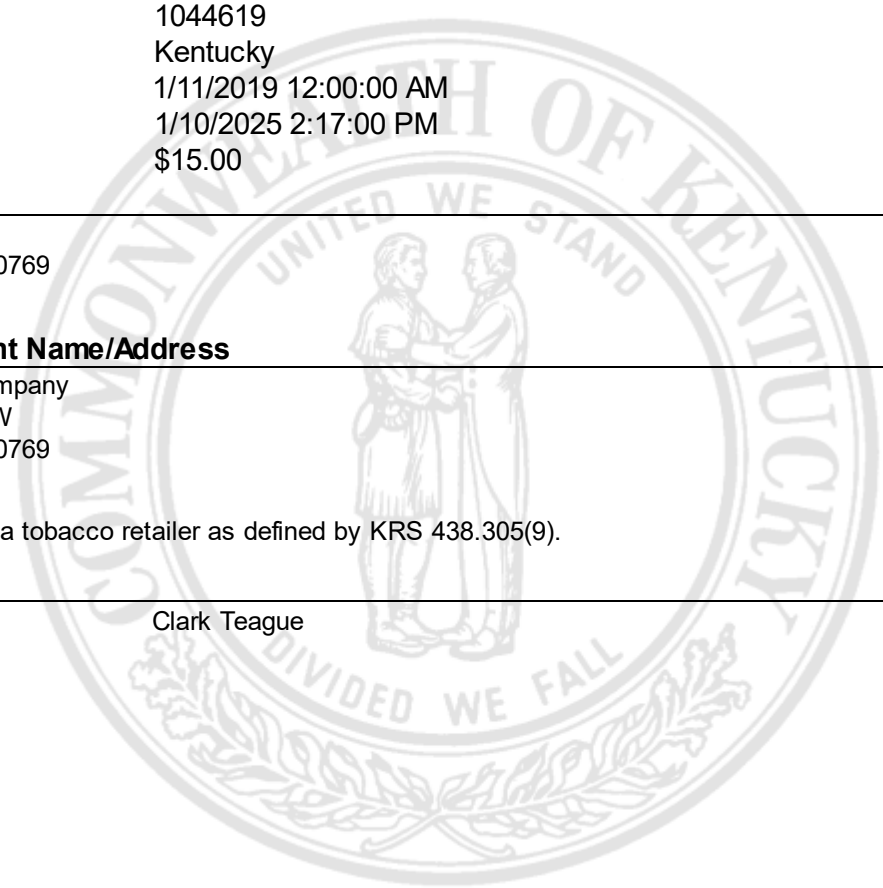 1044619
Kentucky
1/11/2019 12:00:00 AM
1/10/2025 2:17:00 PM
$15.00
0769
nt Name/Address
mpany
W
0769
a tobacco retailer as defined by KRS 438.305(9).
Clark Teague
COMMONWEALTH OF KENTUCKY
UNITED WE STAND
DIVIDED WE FALL